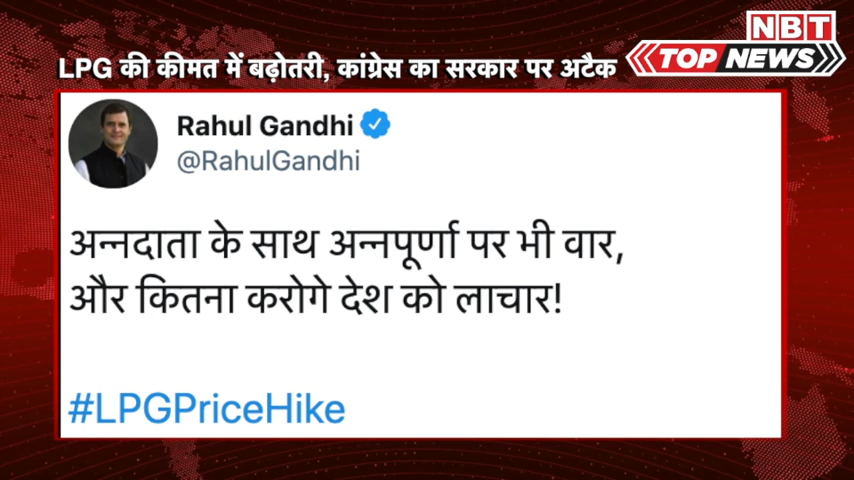 NBT
TOP NEWS
LPG की कीमत में बढ़ोतरी, कांग्रेस का सरकार पर अटैक
Rahul Gandhi
@RahulGandhi
अन्नदाता के साथ अन्नपूर्णा पर भी वार,
और कितना करोगे देश को लाचार!
#LPGPriceHike